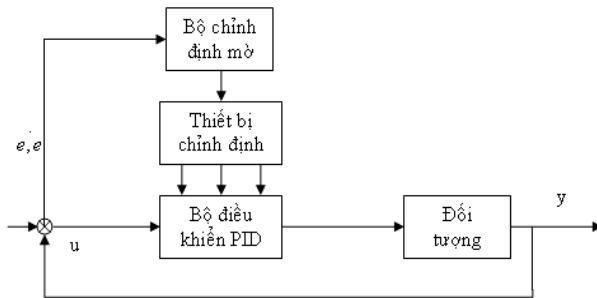 Bộ chỉnh
định mờ
Thiết bị
chỉnh định
e,ė
Bộ điều
khiển PID
Đối
tượng
y
u